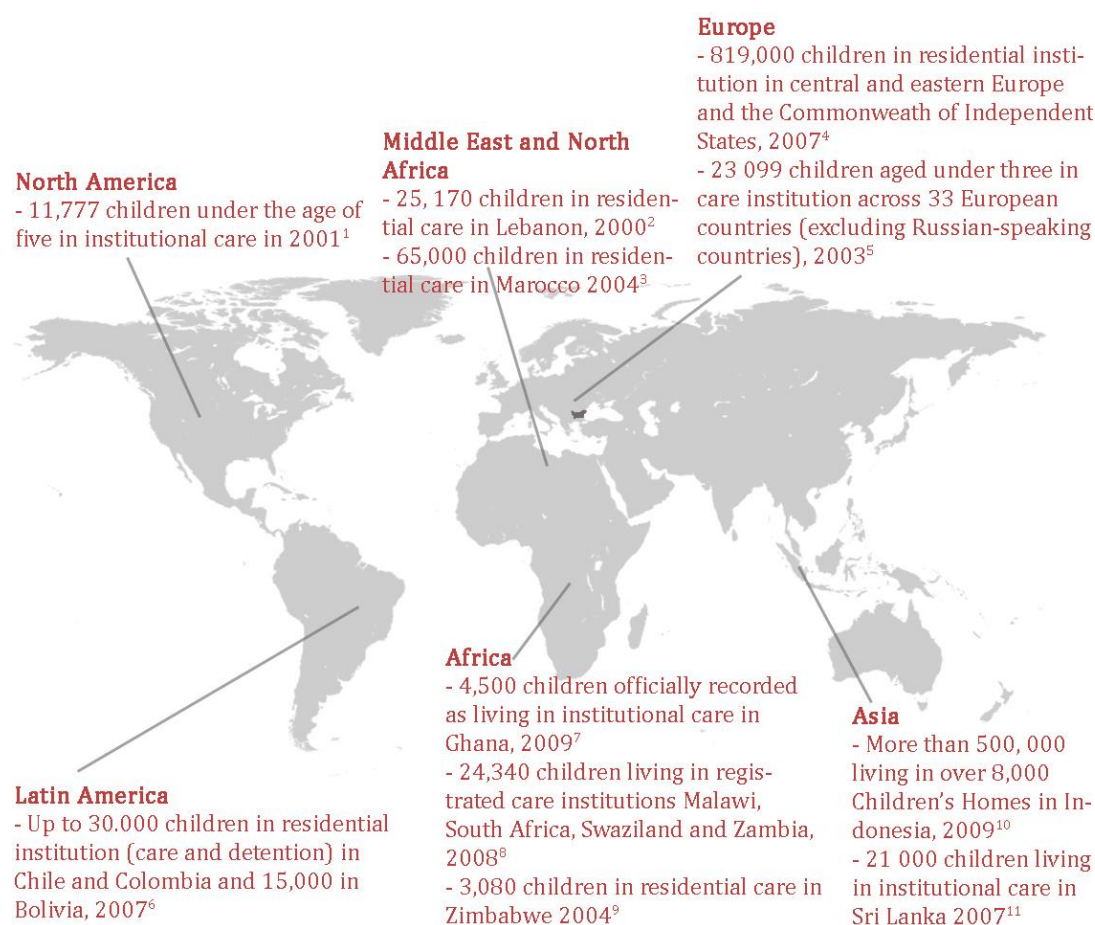 Europe
- 819,000 children in residential insti-
tution in central and eastern Europe
and the Commonweath of Independent
States, 2007⁴
- 23 099 children aged under three in
care institution across 33 European
countries (excluding Russian-speaking
countries), 2003⁵
Middle East and North
Africa
- 25, 170 children in residen-
tial care in Lebanon, 2000²
- 65,000 children in residen-
tial care in Marocco 2004³
North America
- 11,777 children under the age of
five in institutional care in 2001¹
Latin America
- Up to 30.000 children in residential
institution (care and detention) in
Chile and Colombia and 15,000 in
Bolivia, 2007⁶
Africa
- 4,500 children officially recorded
as living in institutional care in
Ghana, 2009⁷
- 24,340 children living in regis-
trated care institutions Malawi,
South Africa, Swaziland and Zambia,
2008⁸
- 3,080 children in residential care in
Zimbabwe 2004⁹
Asia
- More than 500, 000
living in over 8,000
Children's Homes in In-
donesia, 2009¹⁰
- 21 000 children living
in institutional care in
Sri Lanka 2007¹¹